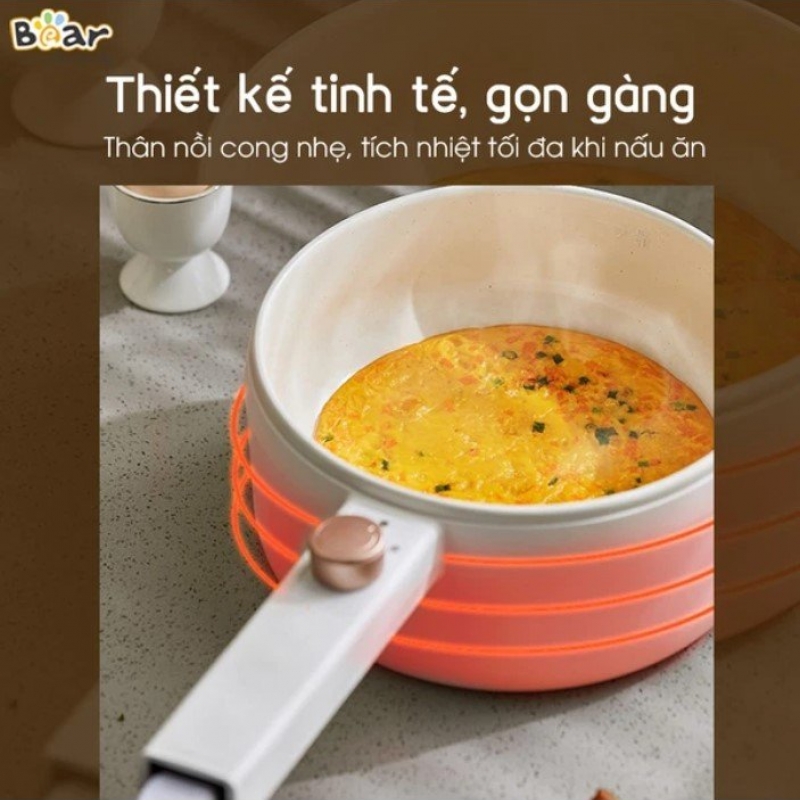 Bear
Thiết kế tinh tế, gọn gàng
Thân nồi cong nhẹ, tích nhiệt tối đa khi nấu ăn